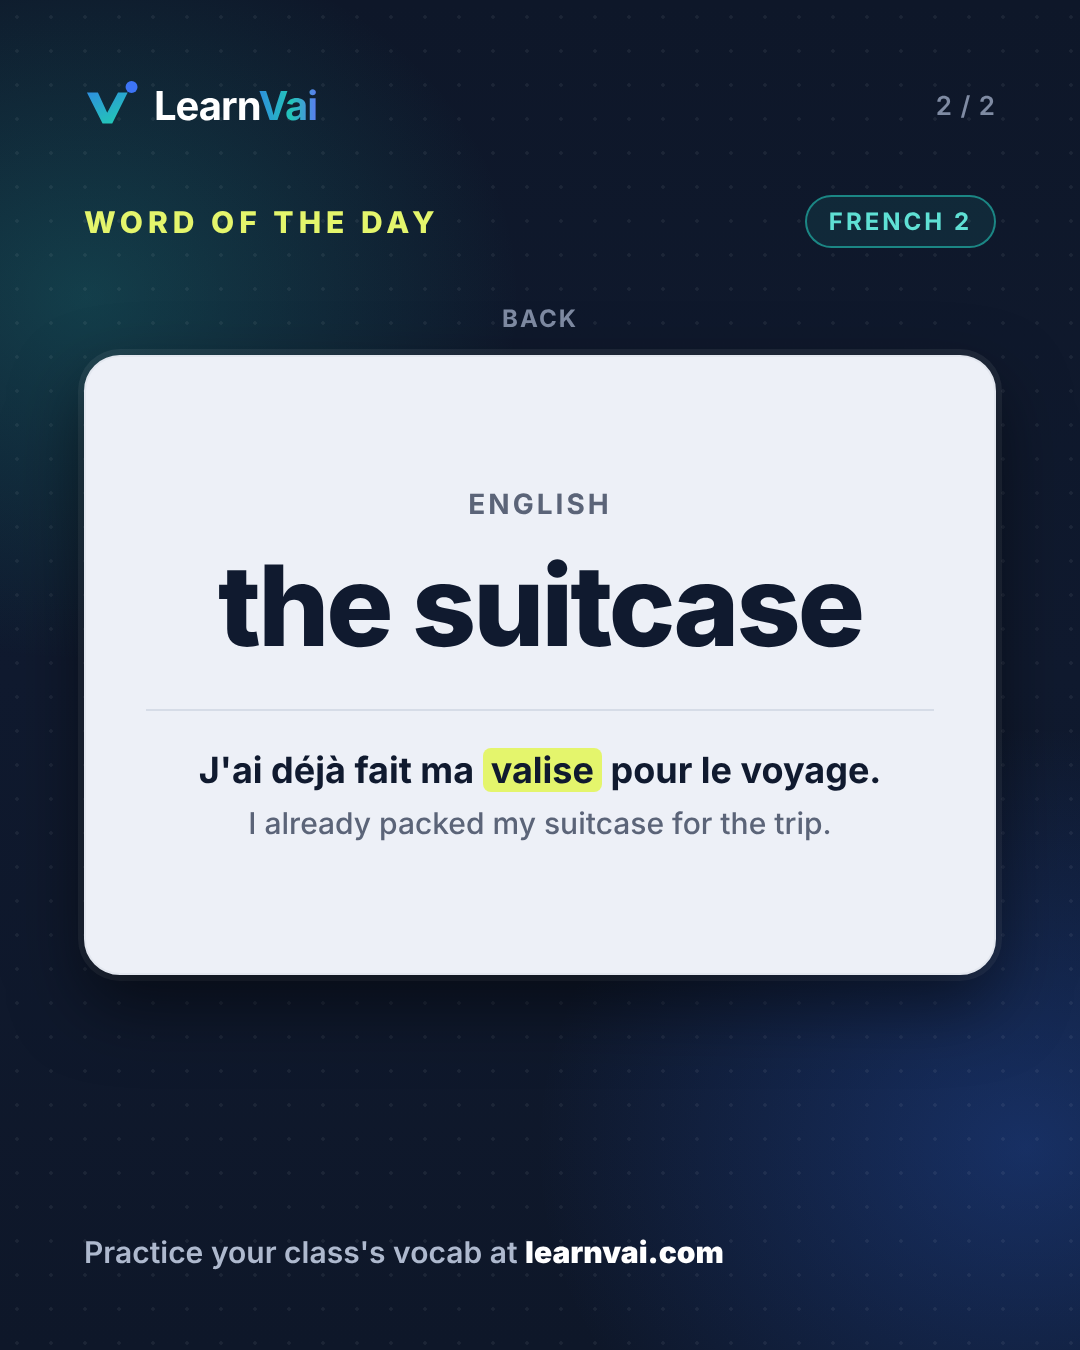 LearnVai
2 / 2
WORD OF THE DAY
FRENCH 2
BACK
ENGLISH
the suitcase
J'ai déjà fait ma valise pour le voyage.
I already packed my suitcase for the trip.
Practice your class's vocab at learnvai.com